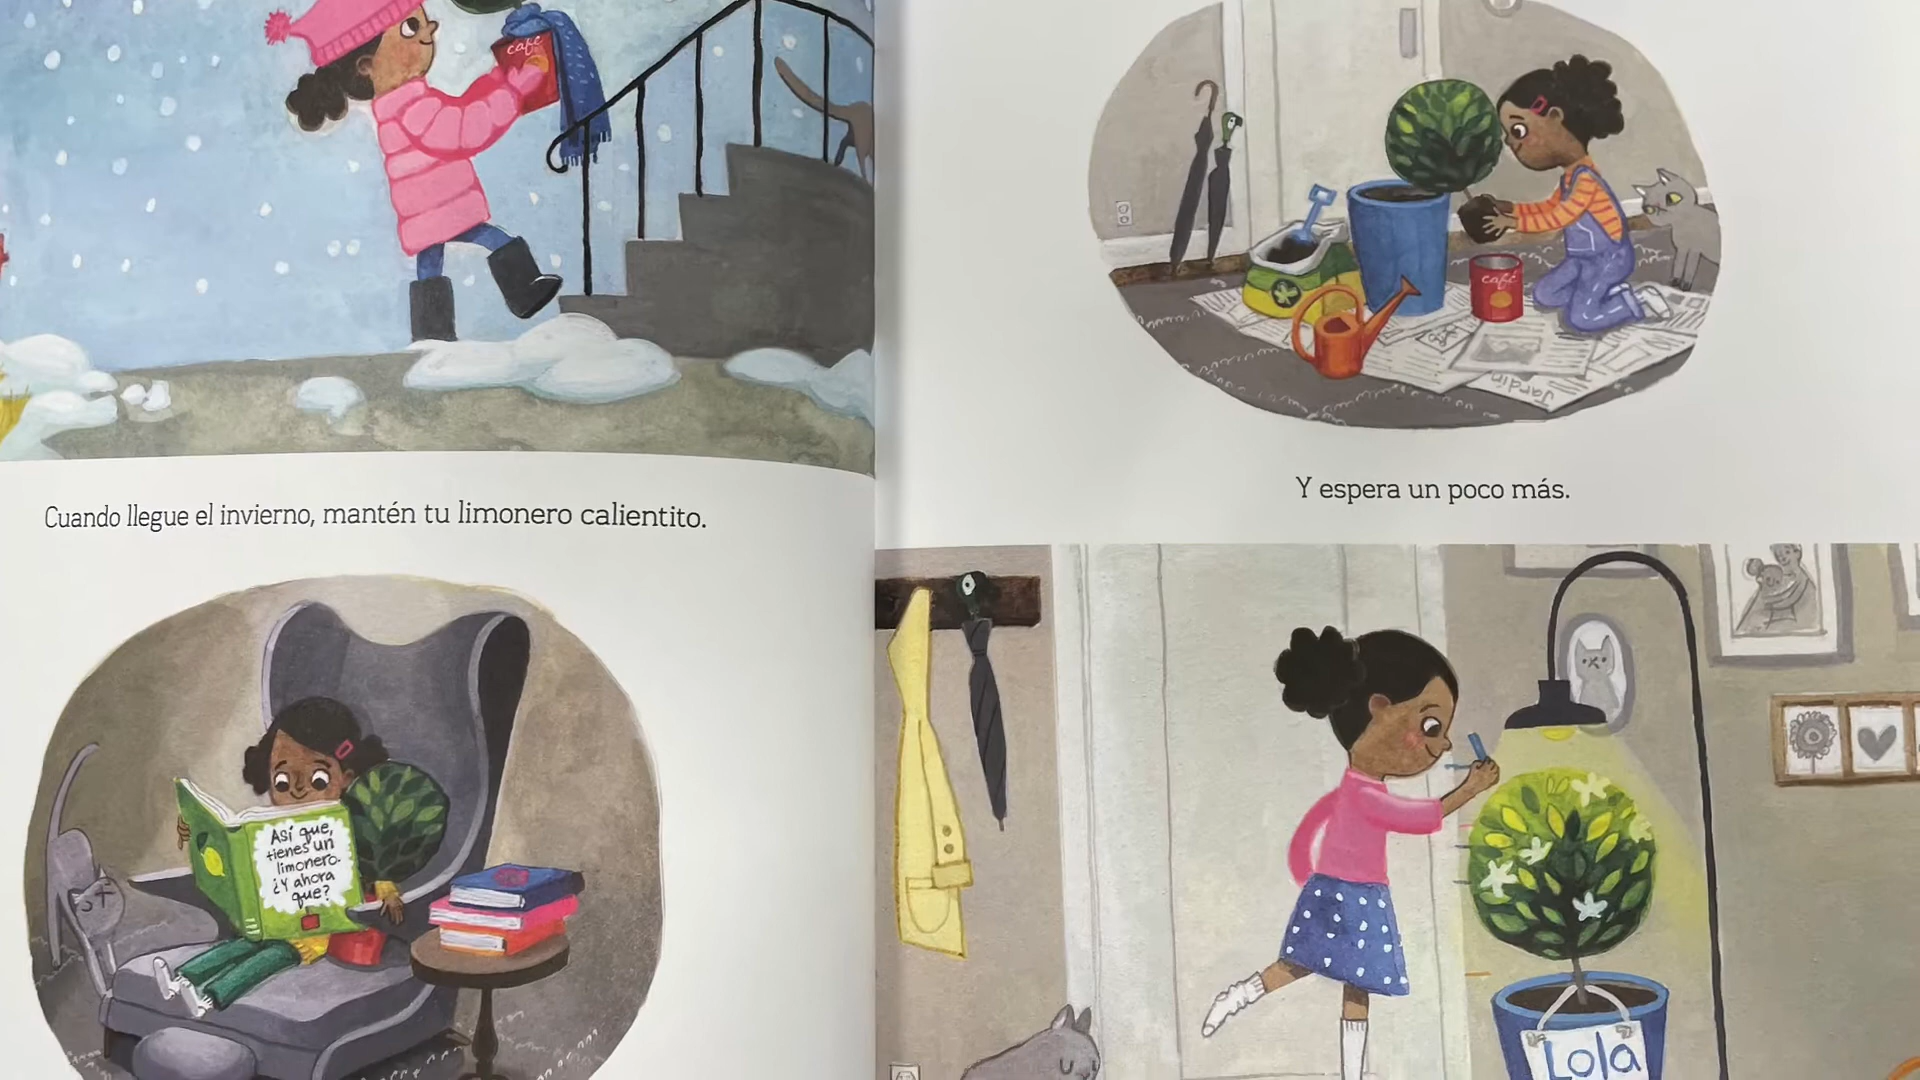 café
Cuando llegue el invierno, mantén tu limonero calientito.
Así que,
tienes un
limonero.
¿Y ahora
que?
café
Jardín
Y espera un poco más.
Lola